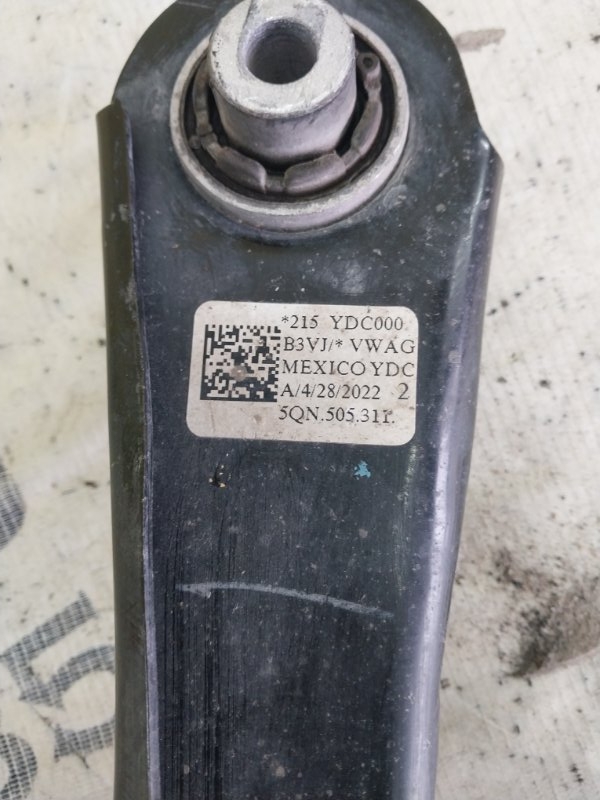 *215 YDC000
B3VJ/* VWAG
MEXICO YDC
A/4/28/2022 2
5QN.505.311.